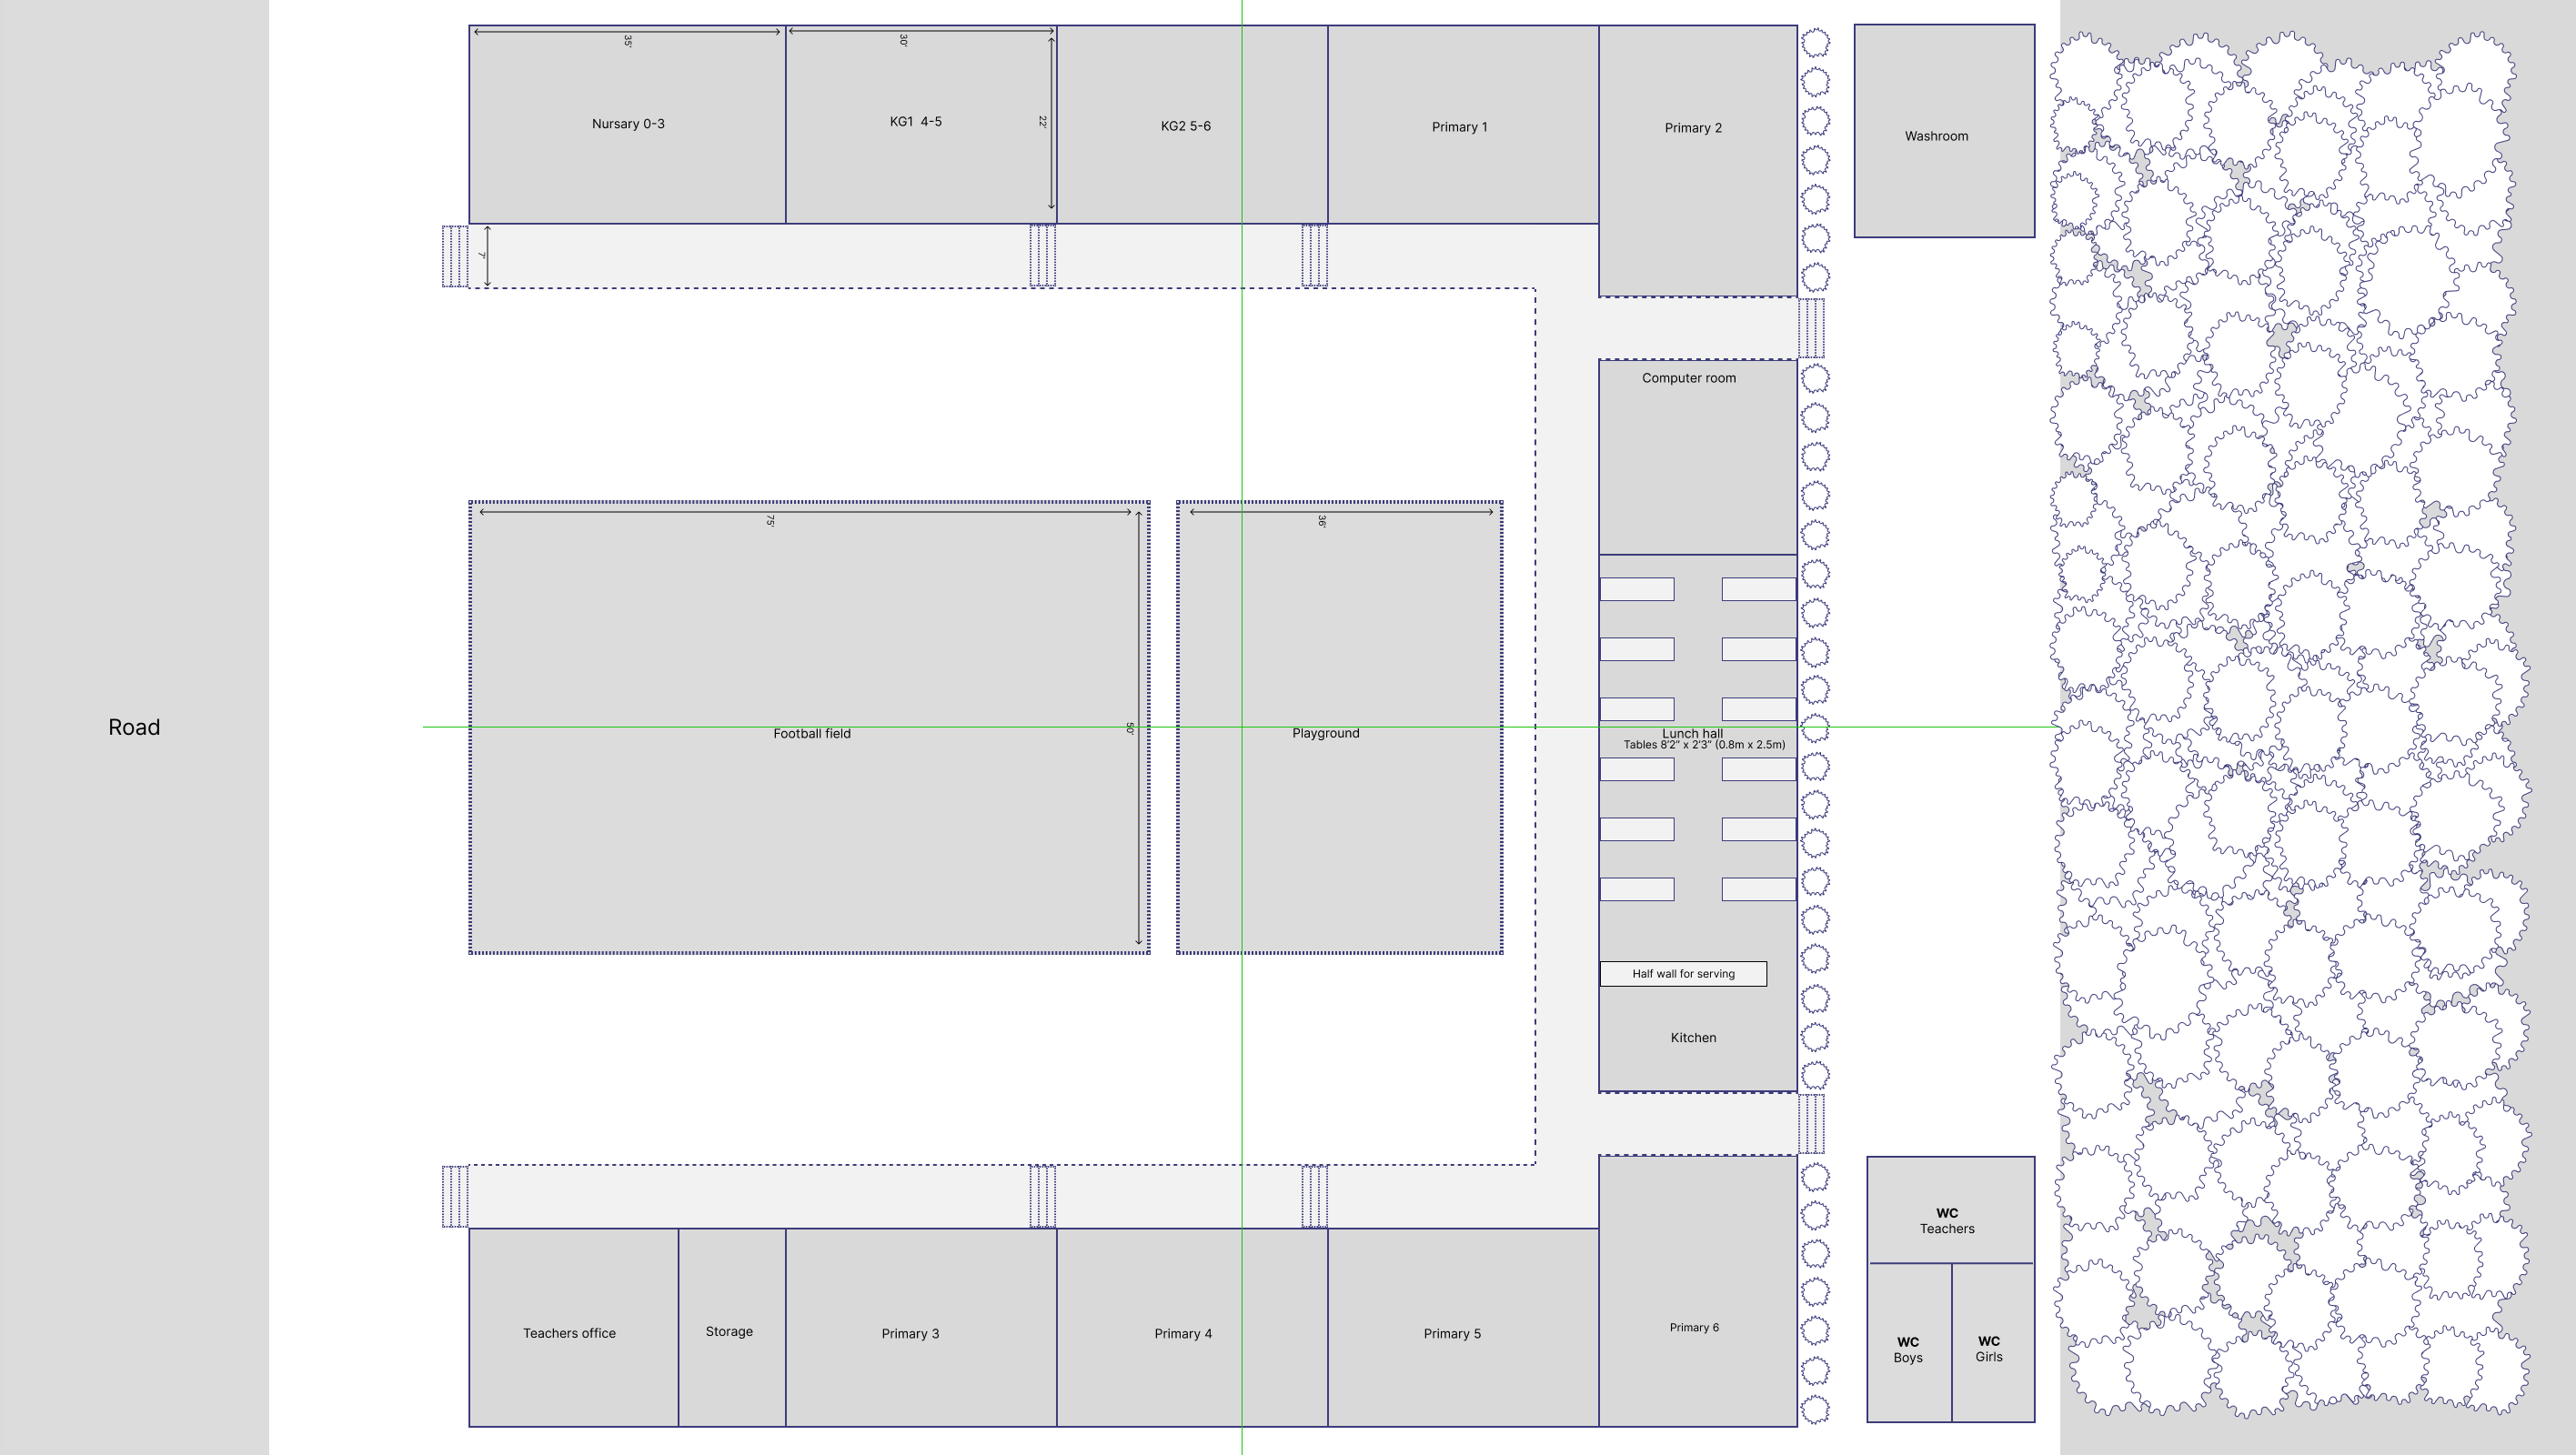 35'
30'
Nursary 0-3
KG1 4-5
22'
KG2 5-6
Primary 1
Primary 2
Washroom
7'
Computer room
75'
50'
36'
Road
Football field
Playground
Lunch hall
Tables 8'2" x 2'3" (0.8m x 2.5m)
Half wall for serving
Kitchen
Teachers office
Storage
Primary 3
Primary 4
Primary 5
Primary 6
WC
Teachers
WC
Boys
WC
Girls